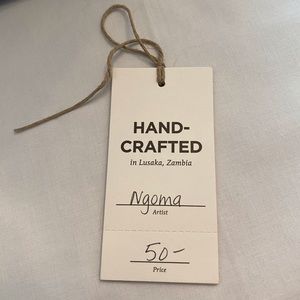 HAND-
CRAFTED
in Lusaka, Zambia
Ngoma
Artist
50-
Price